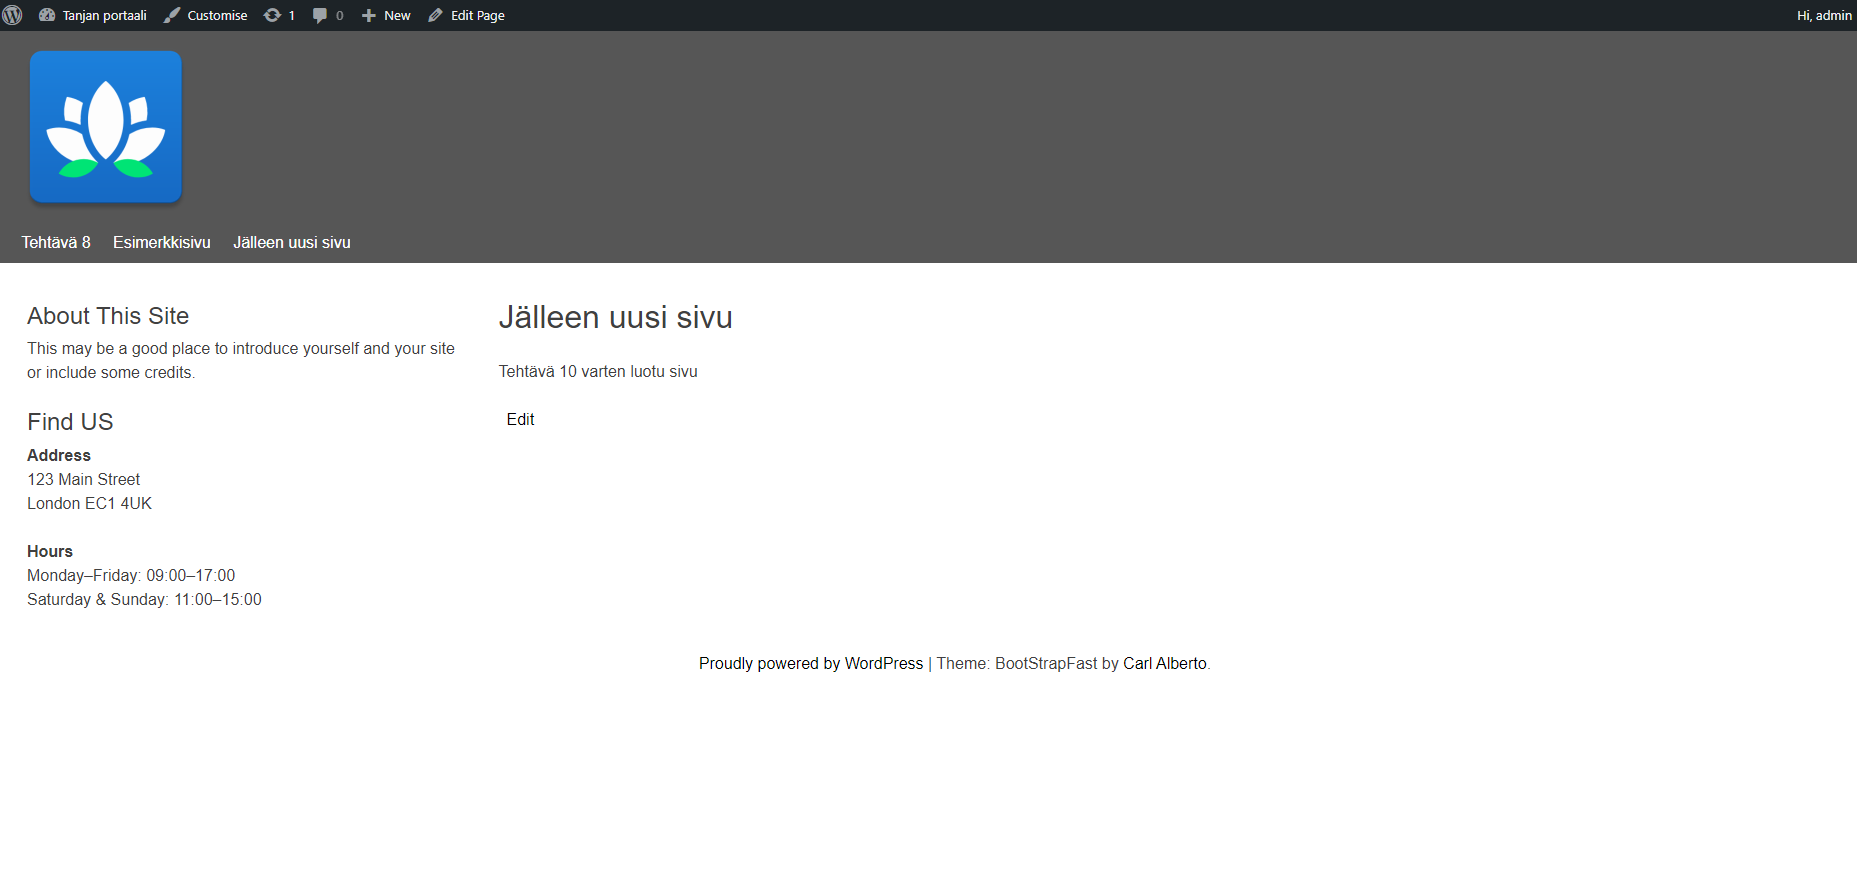 Tanjan portaali Customise 1 0 New Edit Page Hi, admin
Tehtävä 8 Esimerkkisivu Jälleen uusi sivu
About This Site
This may be a good place to introduce yourself and your site
or include some credits.
Find US
Address
123 Main Street
London EC1 4UK
Hours
Monday–Friday: 09:00–17:00
Saturday & Sunday: 11:00–15:00
Jälleen uusi sivu
Tehtävä 10 varten luotu sivu
Edit
Proudly powered by WordPress | Theme: BootStrapFast by Carl Alberto.